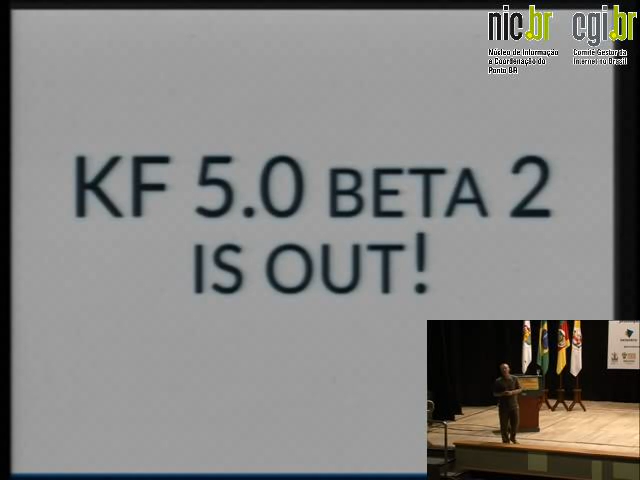 nic.br cgi.br
Núcleo de Informação
e Coordenação do
Ponto BR
Comitê Gestor da
Internet no Brasil
KF 5.0 BETA 2
IS OUT!